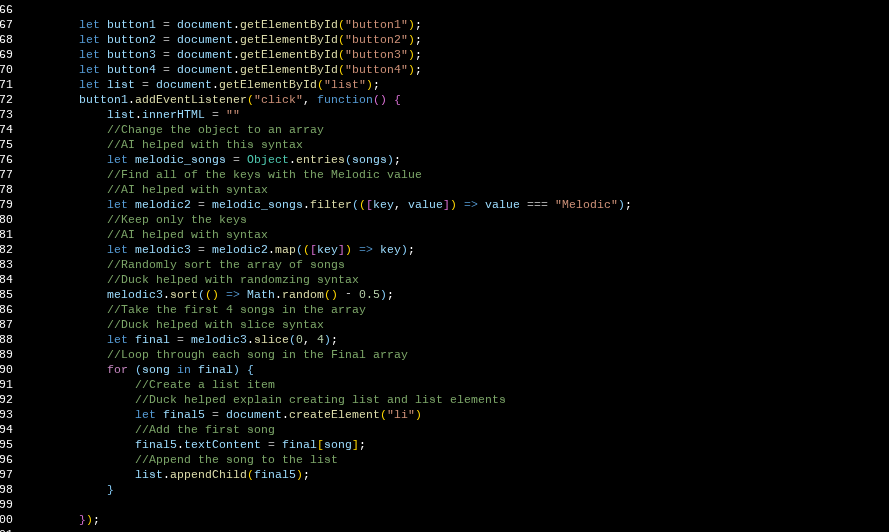 66
67 let button1 = document.getElementById("button1");
68 let button2 = document.getElementById("button2");
69 let button3 = document.getElementById("button3");
70 let button4 = document.getElementById("button4");
71 let list = document.getElementById("list");
72 button1.addEventListener("click", function() {
73 list.innerHTML = ""
74 //Change the object to an array
75 //AI helped with this syntax
76 let melodic_songs = Object.entries(songs);
77 //Find all of the keys with the Melodic value
78 //AI helped with syntax
79 let melodic2 = melodic_songs.filter(([key, value]) => value === "Melodic");
80 //Keep only the keys
81 //AI helped with syntax
82 let melodic3 = melodic2.map(([key]) => key);
83 //Randomly sort the array of songs
84 //Duck helped with randomzing syntax
85 melodic3.sort(() => Math.random() - 0.5);
86 //Take the first 4 songs in the array
87 //Duck helped with slice syntax
88 let final = melodic3.slice(0, 4);
89 //Loop through each song in the Final array
90 for (song in final) {
91 //Create a list item
92 //Duck helped explain creating list and list elements
93 let final5 = document.createElement("li")
94 //Add the first song
95 final5.textContent = final[song];
96 //Append the song to the list
97 list.appendChild(final5);
98 }
99
00 });